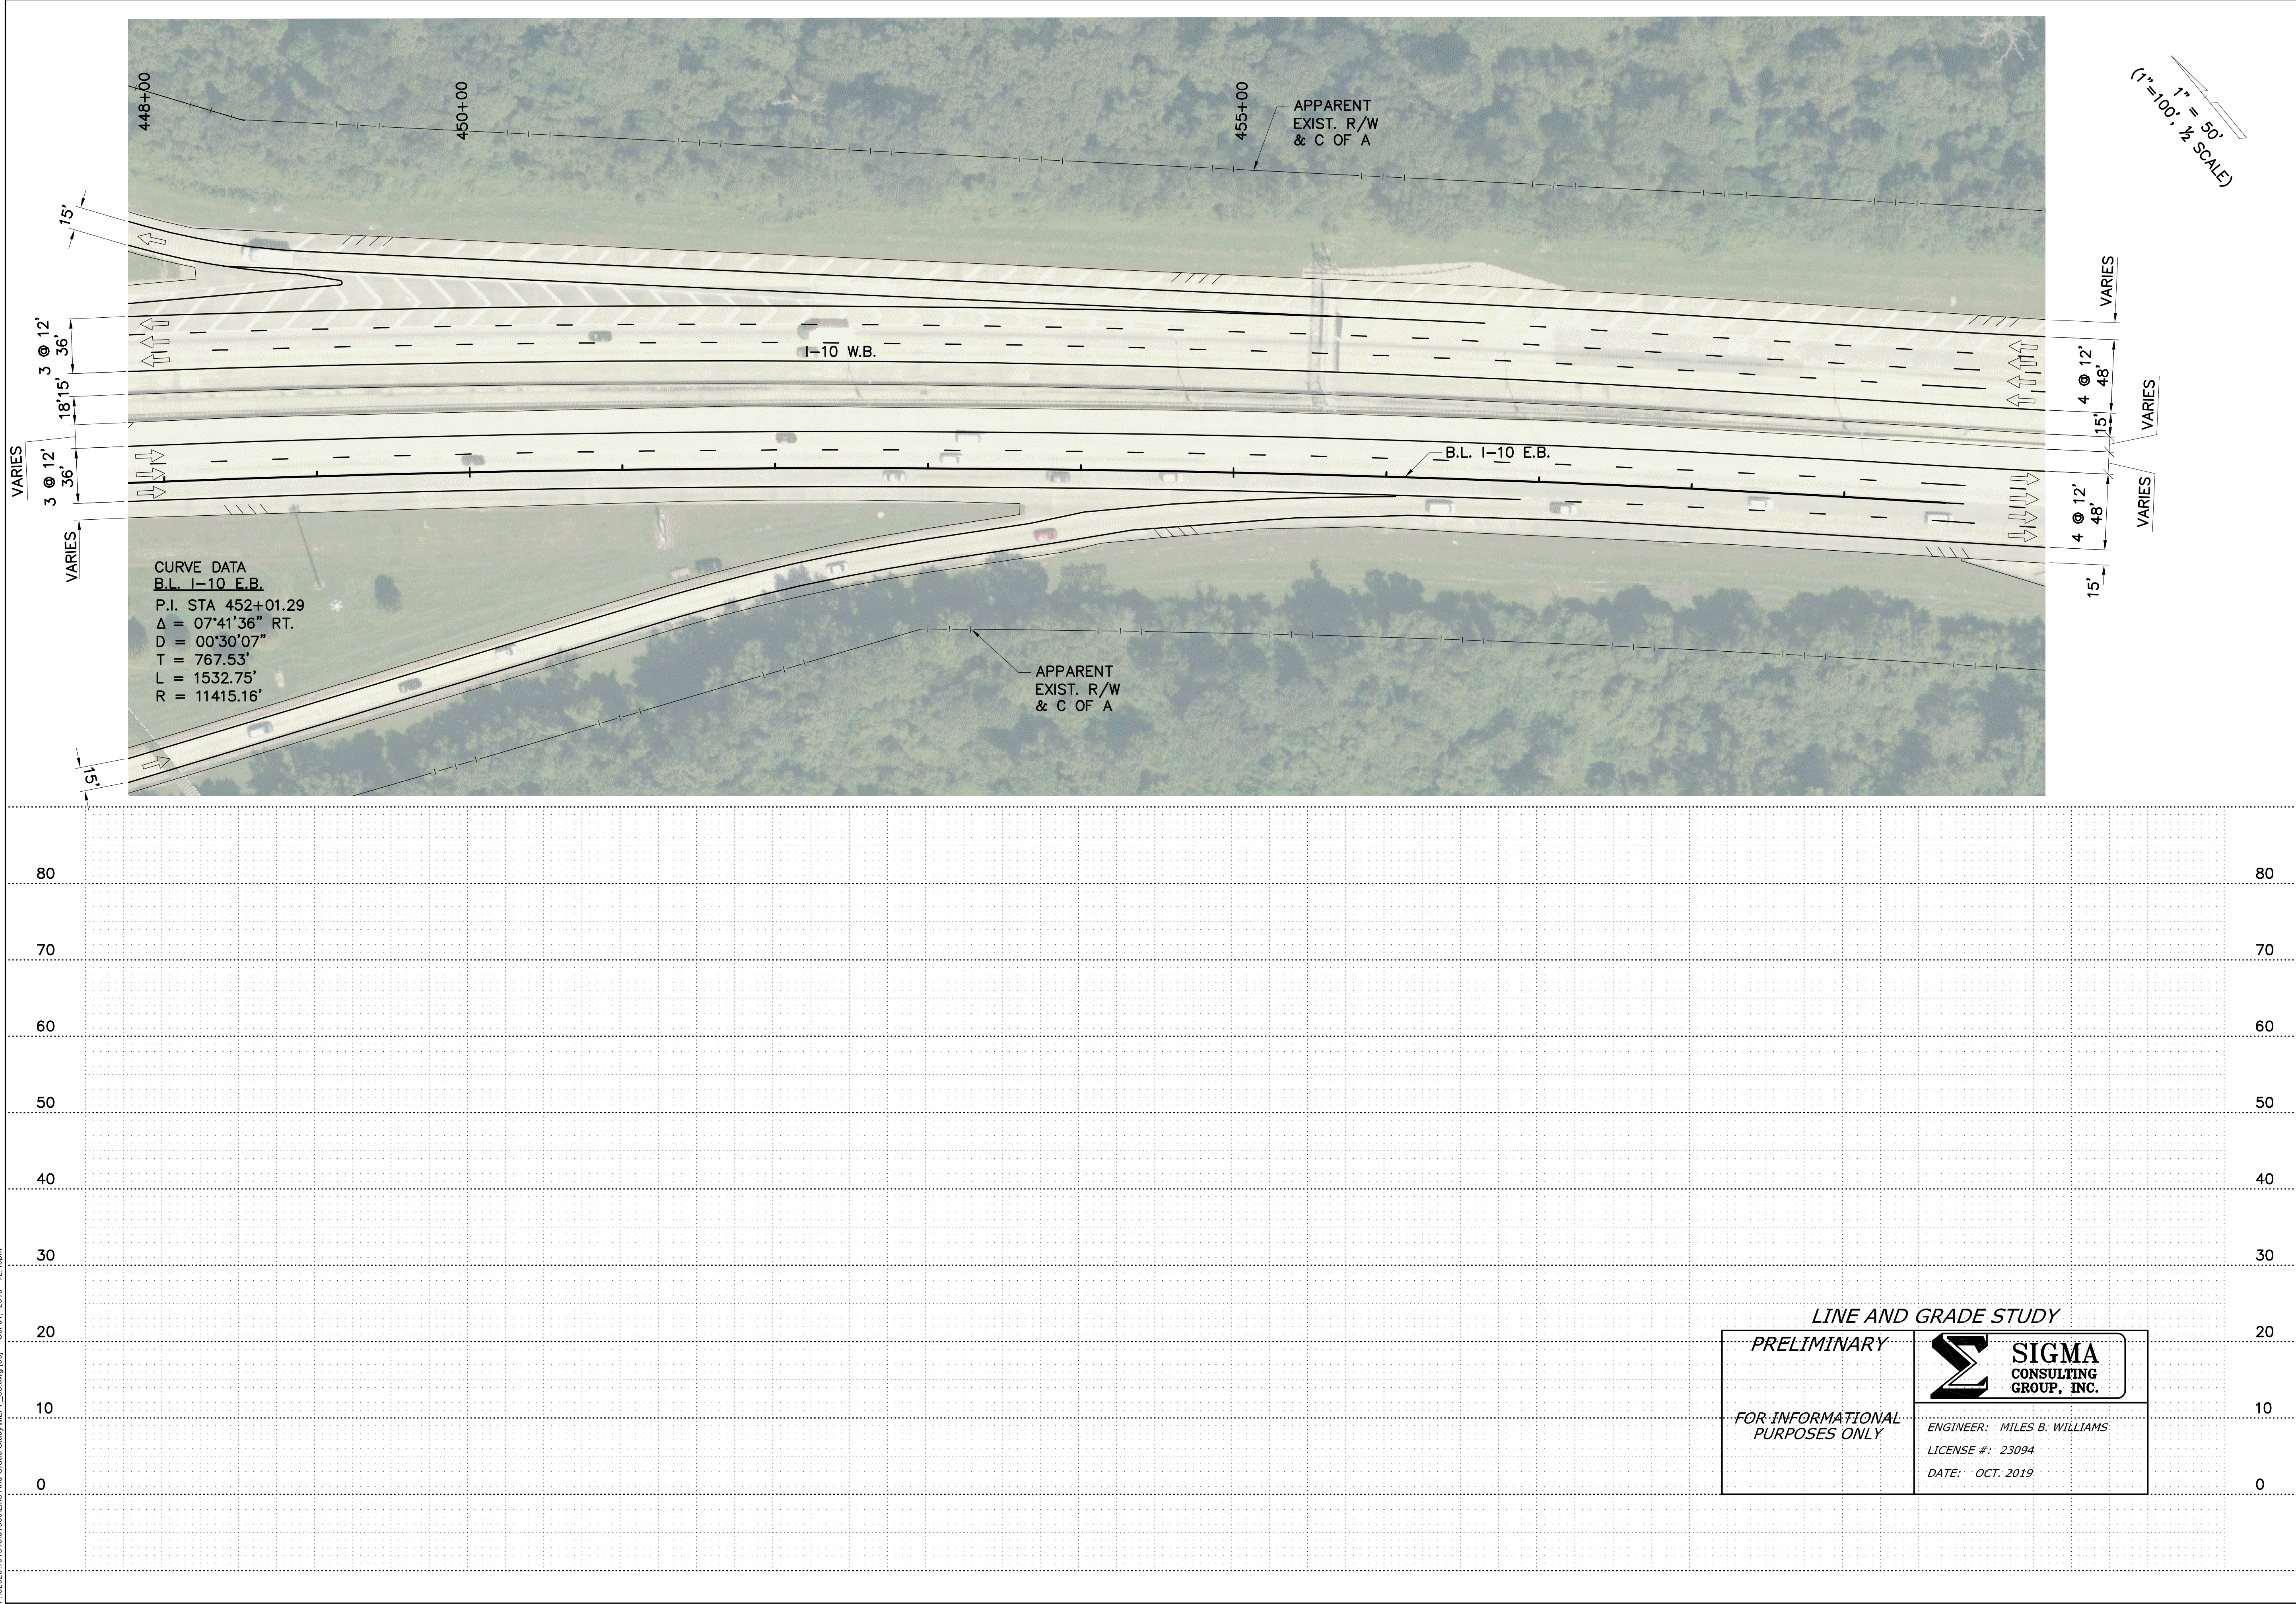 448+00
450+00
455+00
APPARENT
EXIST. R/W
& C OF A
1" = 50'
(1"=100', ½ SCALE)
15'
3 @ 12'
36'
15'
18'
VARIES
3 @ 12'
36'
VARIES
15'
I-10 W.B.
B.L. I-10 E.B.
VARIES
4 @ 12'
48'
VARIES
15'
4 @ 12'
48'
VARIES
15'
CURVE DATA
B.L. I-10 E.B.
P.I. STA 452+01.29
Δ = 07°41'36" RT.
D = 00°30'07"
T = 767.53'
L = 1532.75'
R = 11415.16'
APPARENT
EXIST. R/W
& C OF A
80 80
70 70
60 60
50 50
40 40
30 30
20 20
10 10
0 0
LINE AND GRADE STUDY
PRELIMINARY
FOR INFORMATIONAL
PURPOSES ONLY
SIGMA
CONSULTING
GROUP, INC.
ENGINEER: MILES B. WILLIAMS
LICENSE #: 23094
DATE: OCT. 2019